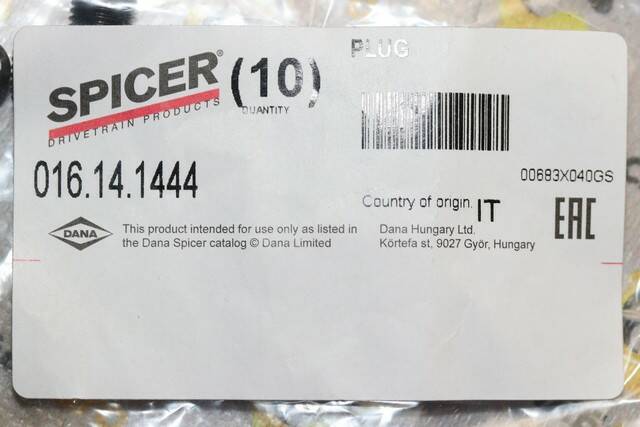 SPICER®
DRIVETRAIN PRODUCTS
(10)
QUANTITY
PLUG
016.14.1444
00683X040GS
Country of origin. IT
EAC
DANA
This product intended for use only as listed in
the Dana Spicer catalog © Dana Limited
Dana Hungary Ltd.
Körtefa st. 9027 Györ, Hungary